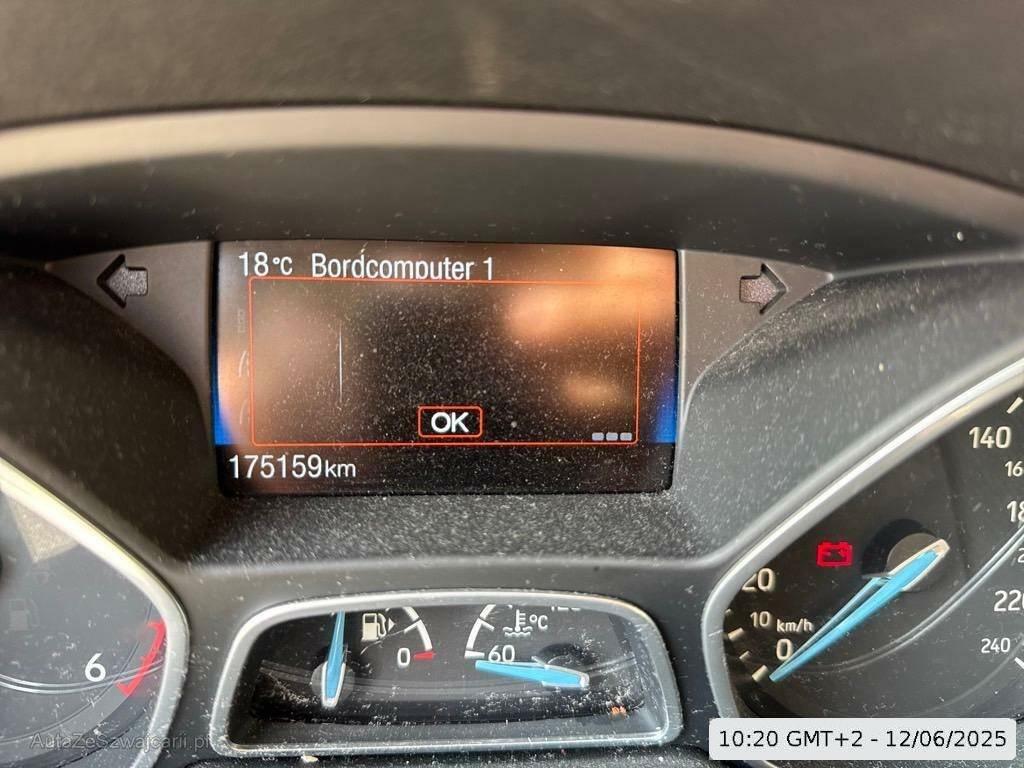 18°C Bordcomputer 1
OK
175159km
140
220
240
20
10 km/h
0
6
0
60
°C
AutaZeSzwajcarii.pl
10:20 GMT+2 - 12/06/2025